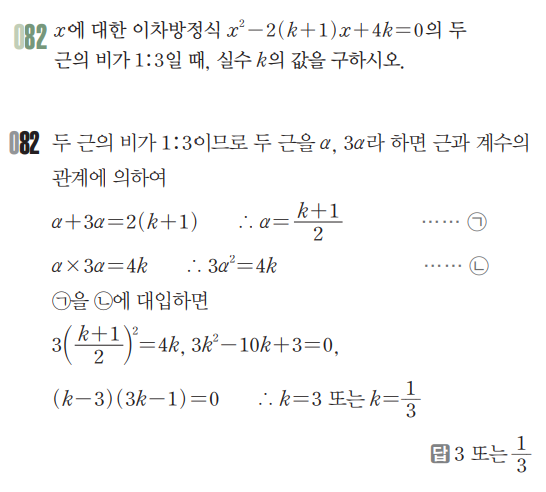 082 x에 대한 이차방정식 x²-2(k+1)x+4k=0의 두
근의 비가 1:3일 때, 실수 k의 값을 구하시오.
082 두 근의 비가 1:3이므로 두 근을 α, 3α라 하면 근과 계수의
관계에 의하여
α+3α=2(k+1) ∴ α=(k+1)/2 …… ㉠
α×3α=4k ∴ 3α²=4k …… ㉡
㉠을 ㉡에 대입하면
3((k+1)/2)²=4k, 3k²-10k+3=0,
(k-3)(3k-1)=0 ∴ k=3 또는 k=1/3
답 3 또는 1/3